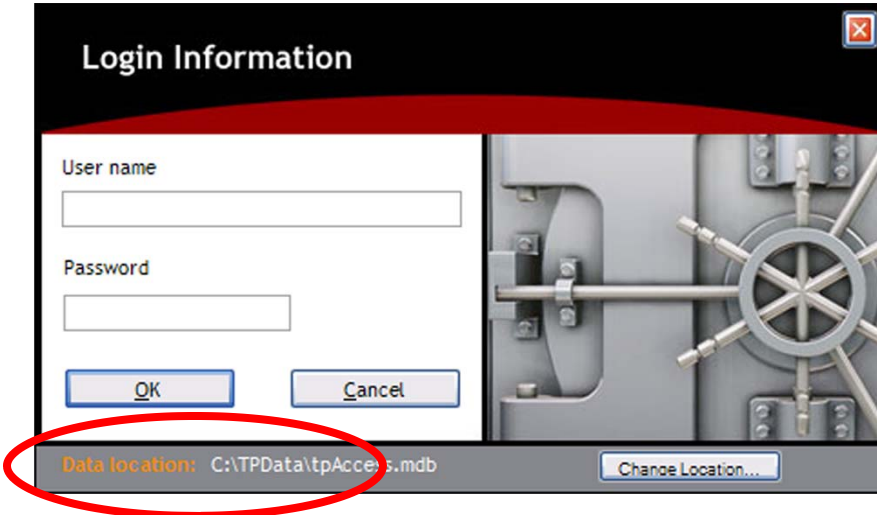 Login Information
User name
Password
OK
Cancel
Data location: C:\TPData\tpAccess.mdb
Change Location...